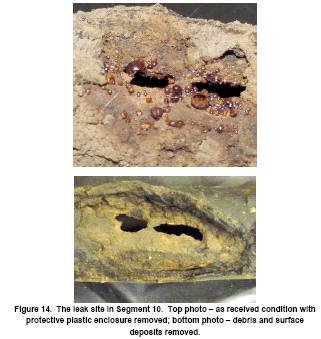 Figure 14. The leak site in Segment 10. Top photo – as received condition with
protective plastic enclosure removed; bottom photo – debris and surface
deposits removed.